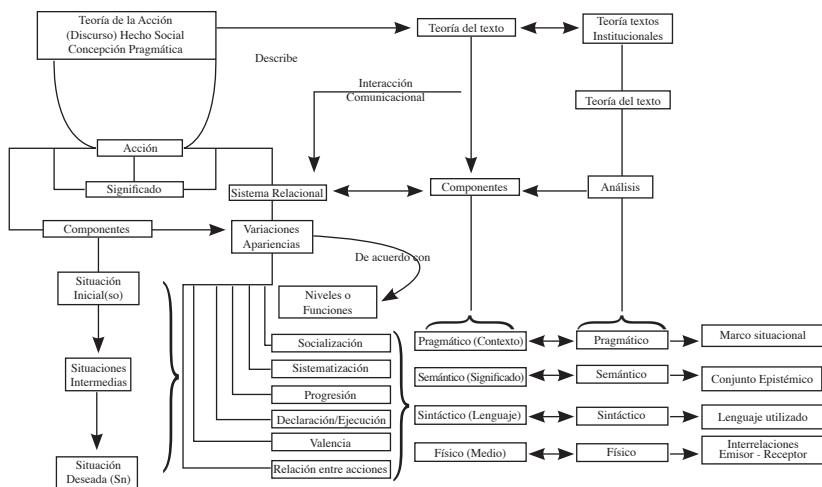 Teoría de la Acción
(Discurso) Hecho Social
Concepción Pragmática
Teoría del texto
Teoría textos
Institucionales
Describe
Interacción
Comunicacional
Teoría del texto
Acción
Significado
Sistema Relacional
Componentes
Análisis
Componentes
Variaciones
Apariencias
De acuerdo con
Situación
Inicial(so)
Niveles o
Funciones
Situaciones
Intermedias
Situación
Deseada (Sn)
Socialización
Sistematización
Progresión
Declaración/Ejecución
Valencia
Relación entre acciones
Pragmático (Contexto)
Pragmático
Marco situacional
Semántico (Significado)
Semántico
Conjunto Epistémico
Sintáctico (Lenguaje)
Sintáctico
Lenguaje utilizado
Físico (Medio)
Físico
Interrelaciones
Emisor - Receptor